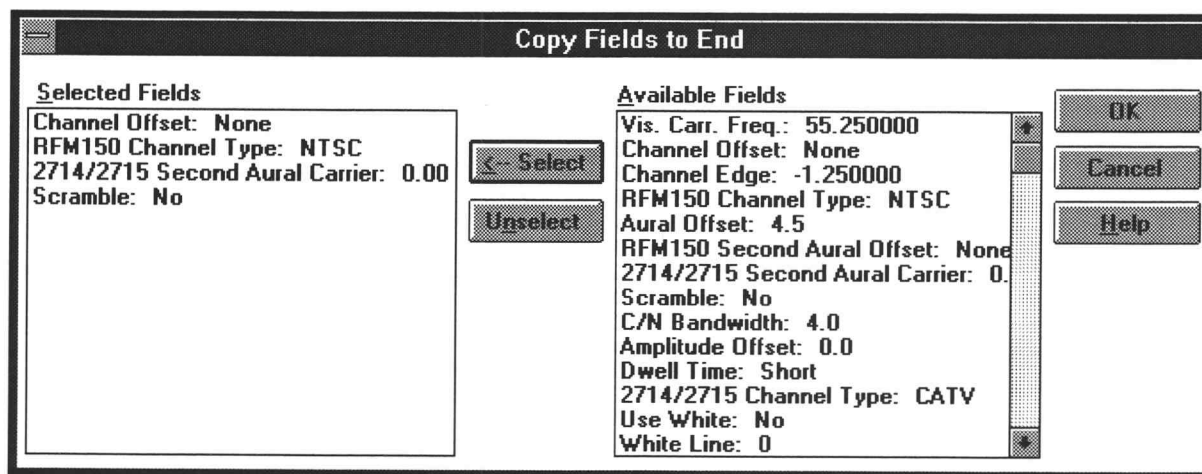 Copy Fields to End
Selected Fields
Channel Offset: None
RFM150 Channel Type: NTSC
2714/2715 Second Aural Carrier: 0.00
Scramble: No
<-- Select
Unselect
Available Fields
Vis. Carr. Freq.: 55.250000
Channel Offset: None
Channel Edge: -1.250000
RFM150 Channel Type: NTSC
Aural Offset: 4.5
RFM150 Second Aural Offset: None
2714/2715 Second Aural Carrier: 0.
Scramble: No
C/N Bandwidth: 4.0
Amplitude Offset: 0.0
Dwell Time: Short
2714/2715 Channel Type: CATV
Use White: No
White Line: 0
OK
Cancel
Help